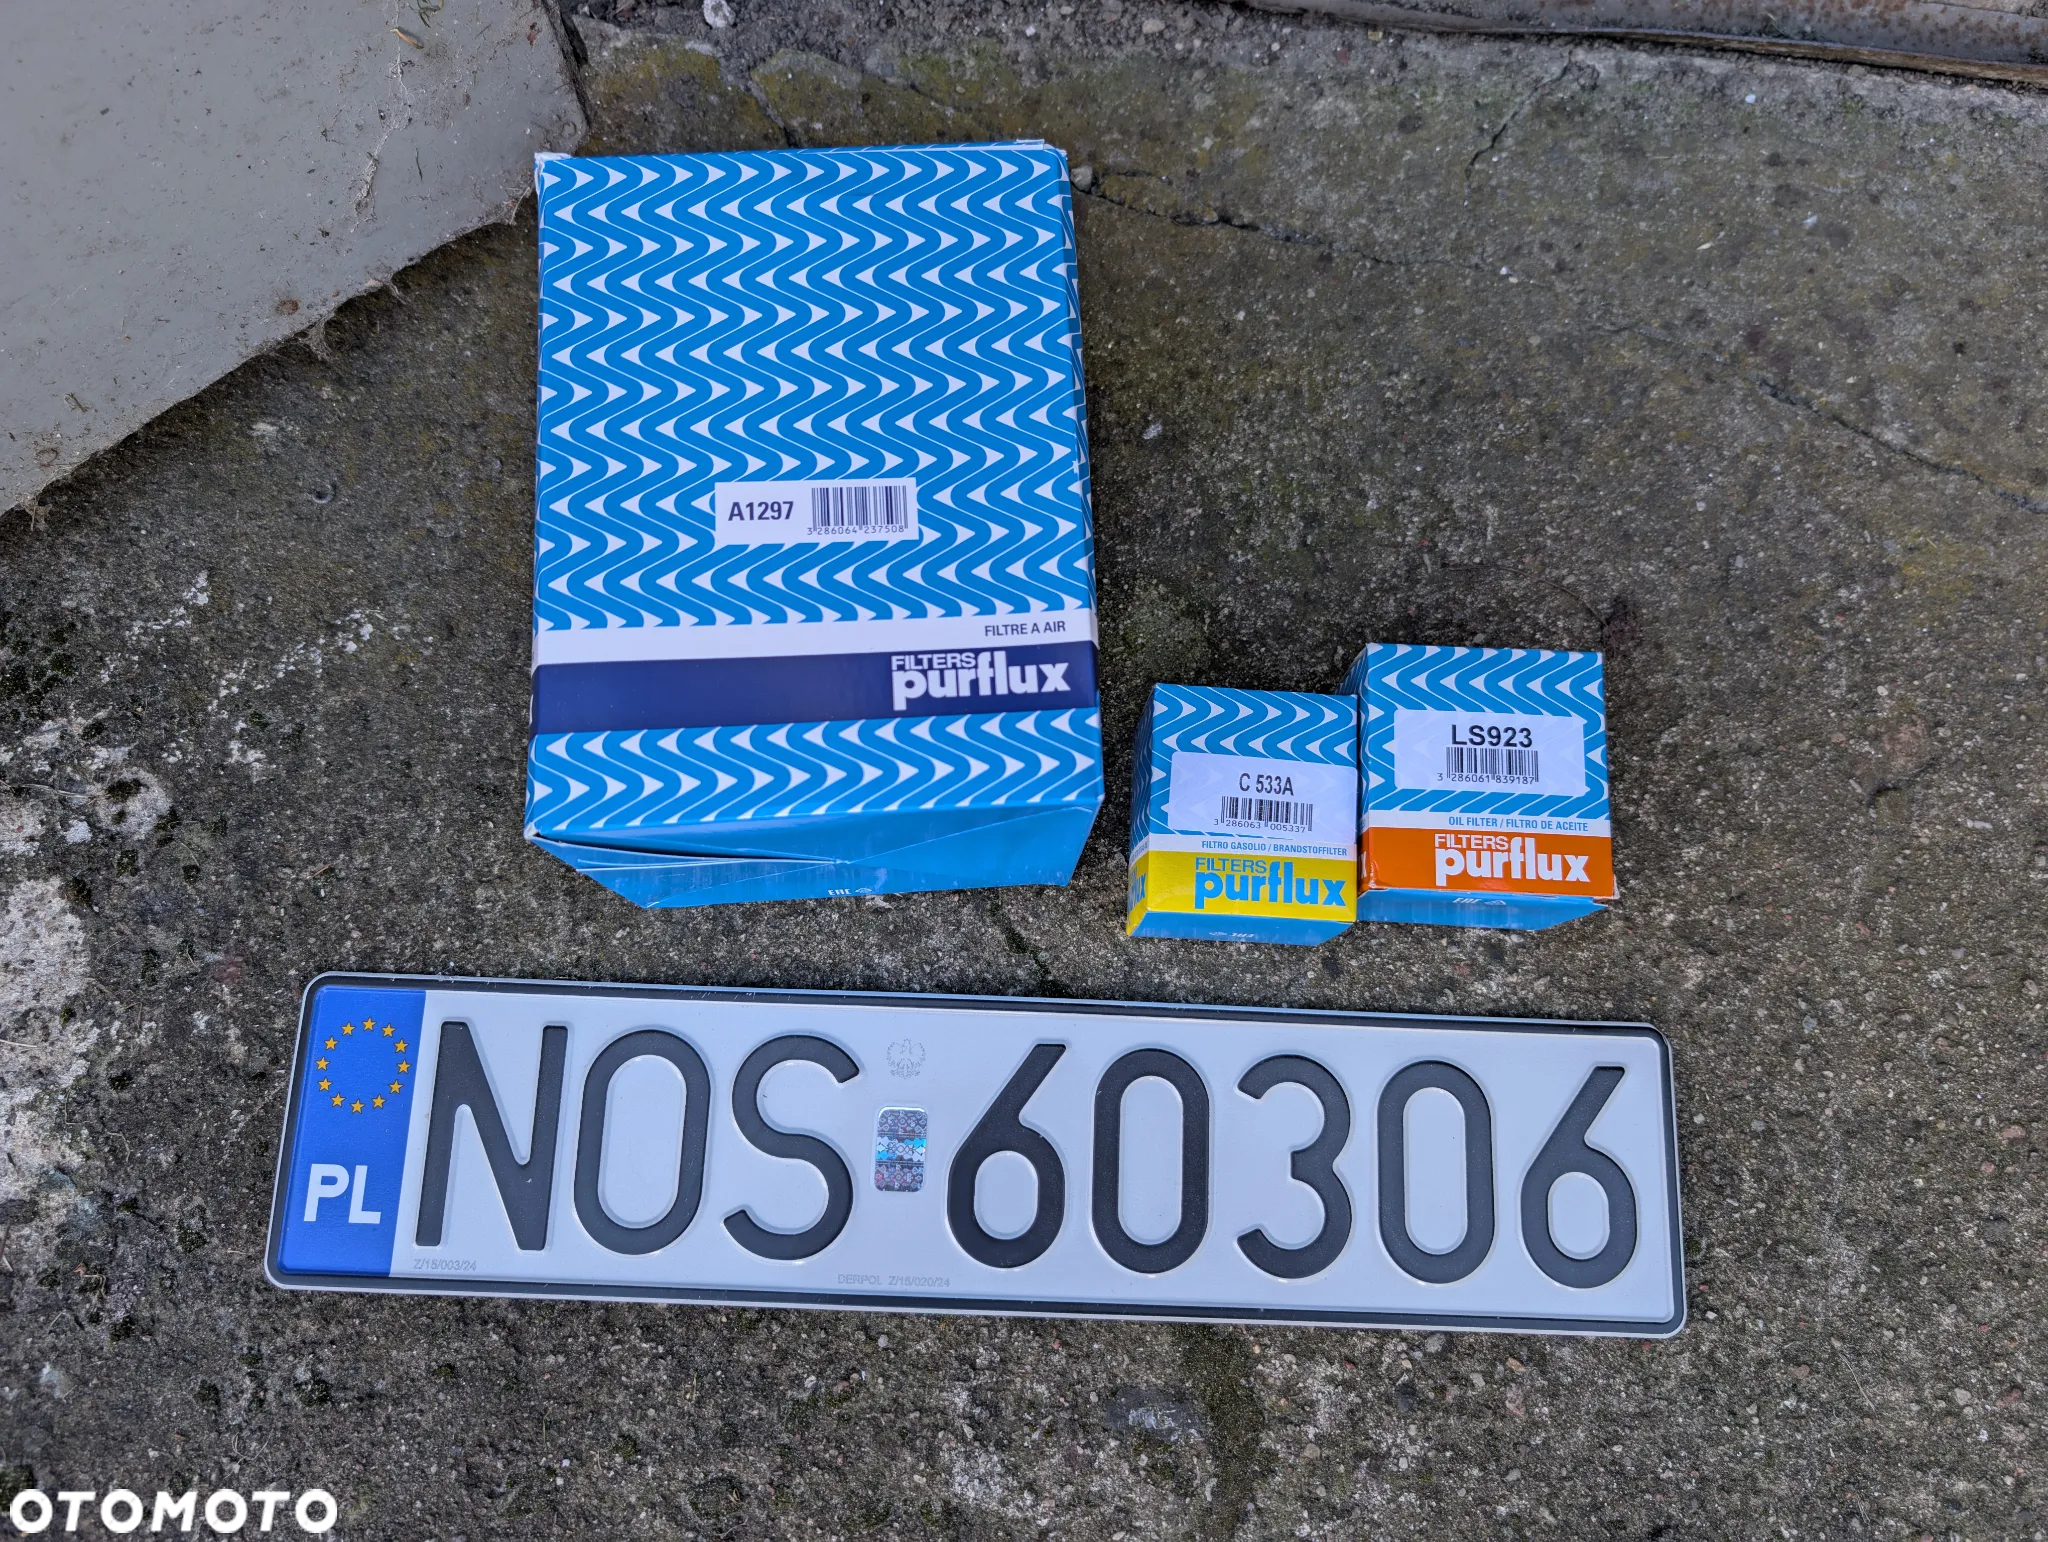 A1297
3 286064 237508
FILTRE A AIR
FILTERS
purflux
EAC
C 533A
3 286063 005337
FILTRO GASOLIO / BRANDSTOFFILTER
FILTERS
purflux
LS923
3 286061 839187
OIL FILTER / FILTRO DE ACEITE
FILTERS
purflux
EAC
PL
NOS 60306
Z/15/003/24
DERPOL Z/15/020/24
OTOMOTO